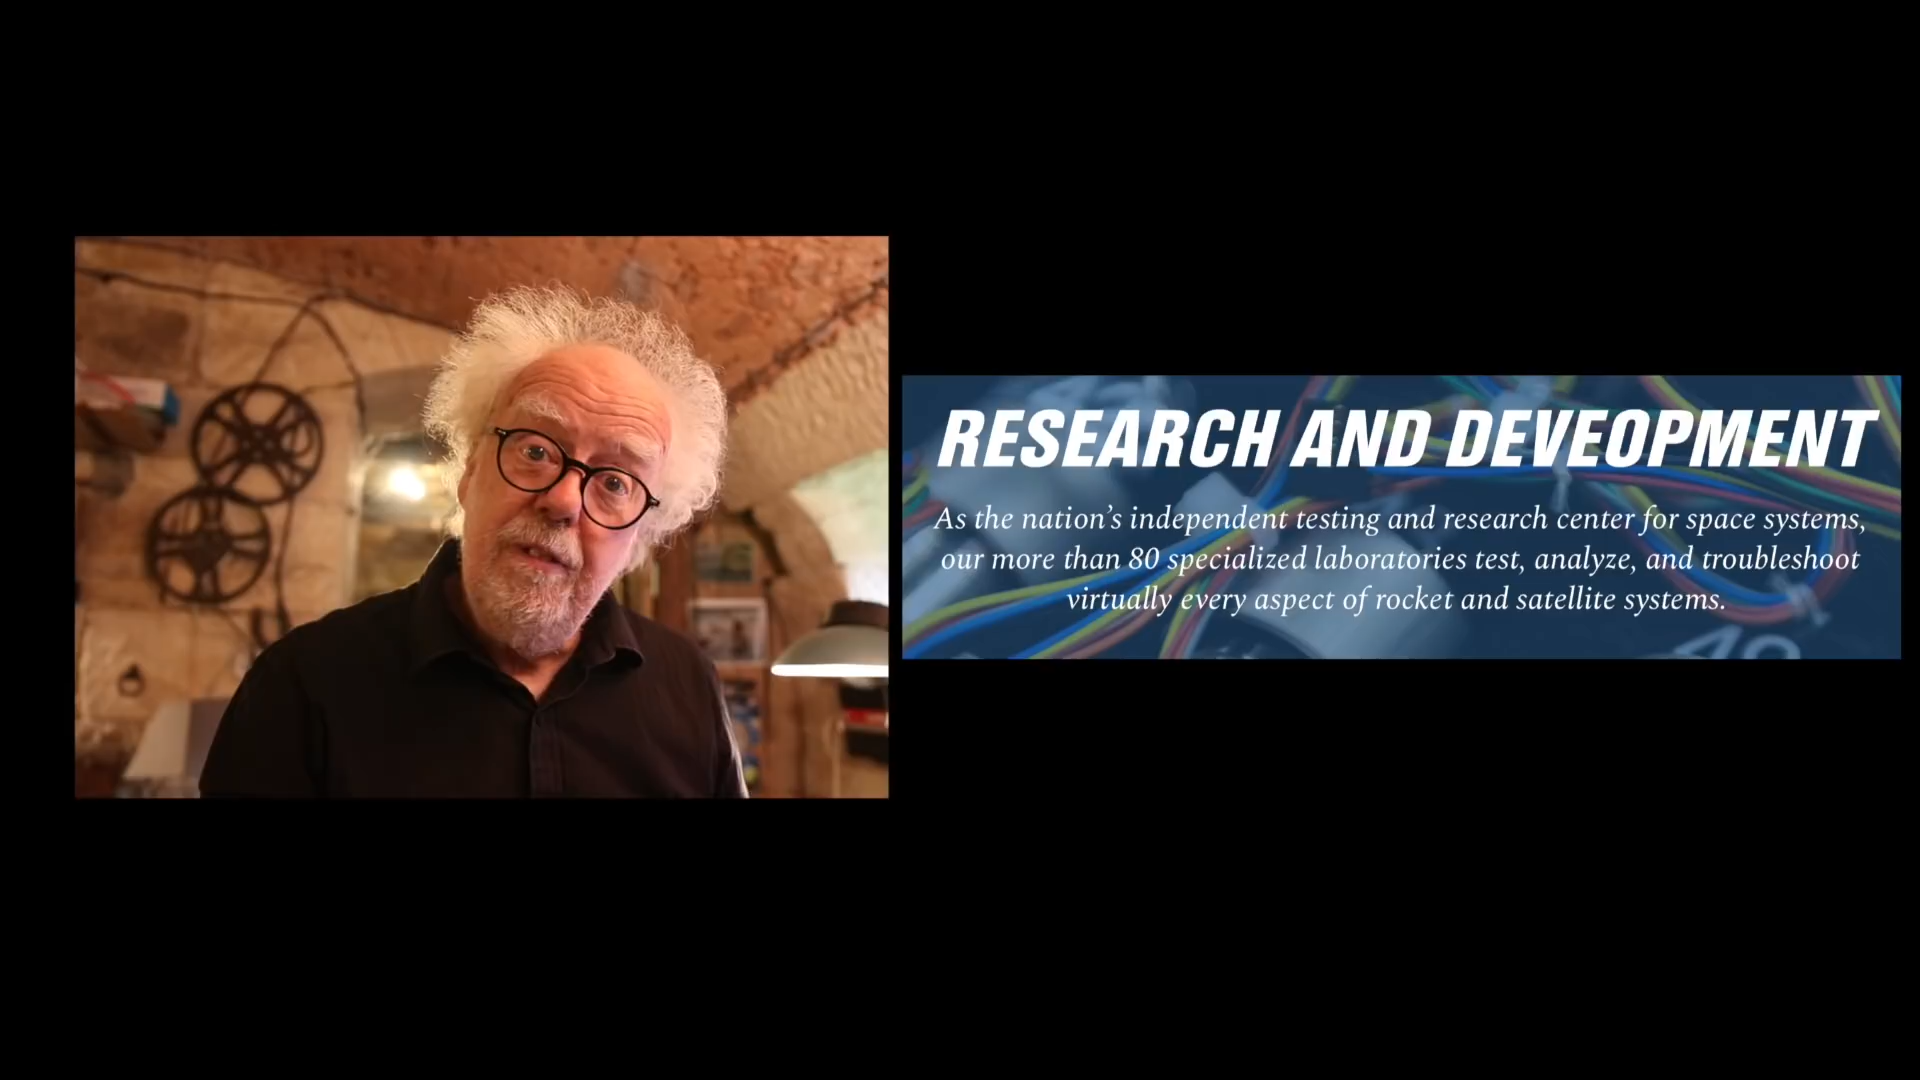 RESEARCH AND DEVEOPMENT
As the nation’s independent testing and research center for space systems,
our more than 80 specialized laboratories test, analyze, and troubleshoot
virtually every aspect of rocket and satellite systems.